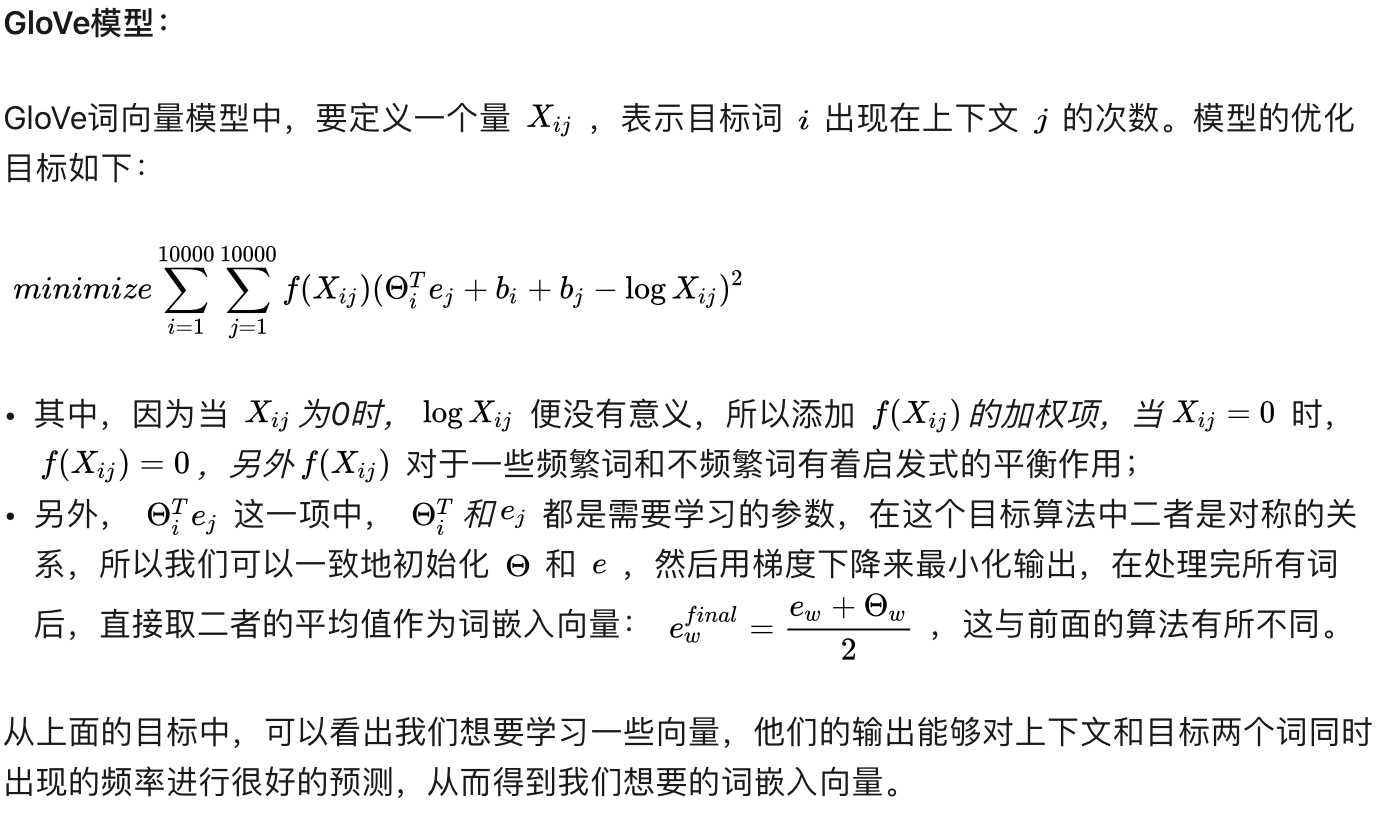 GloVe模型：
GloVe词向量模型中，要定义一个量 X_{ij} ，表示目标词 i 出现在上下文 j 的次数。模型的优化
目标如下：
minimize \sum_{i=1}^{10000} \sum_{j=1}^{10000} f(X_{ij})(Θ_i^T e_j + b_i + b_j − log X_{ij})^2
• 其中，因为当 X_{ij} 为0时， log X_{ij} 便没有意义，所以添加 f(X_{ij}) 的加权项，当 X_{ij} = 0 时，
f(X_{ij}) = 0 ，另外 f(X_{ij}) 对于一些频繁词和不频繁词有着启发式的平衡作用；
• 另外， Θ_i^T e_j 这一项中， Θ_i^T 和 e_j 都是需要学习的参数，在这个目标算法中二者是对称的关
系，所以我们可以一致地初始化 Θ 和 e ，然后用梯度下降来最小化输出，在处理完所有词
后，直接取二者的平均值作为词嵌入向量： e_w^{final} = \frac{e_w + Θ_w}{2} ，这与前面的算法有所不同。
从上面的目标中，可以看出我们想要学习一些向量，他们的输出能够对上下文和目标两个词同时
出现的频率进行很好的预测，从而得到我们想要的词嵌入向量。